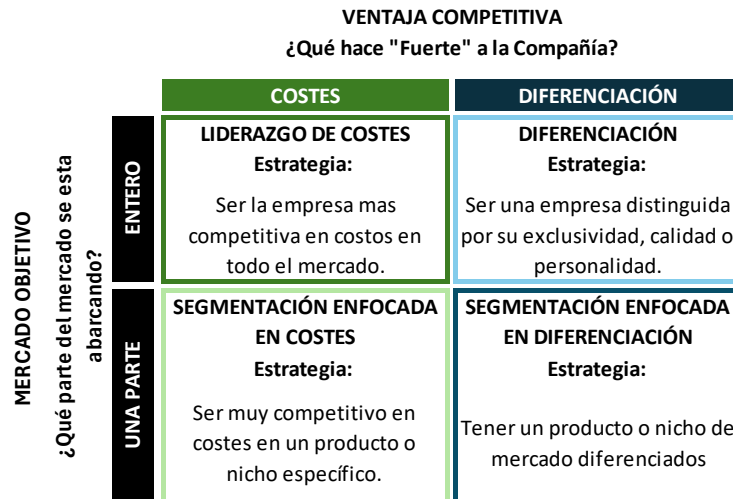 VENTAJA COMPETITIVA
¿Qué hace "Fuerte" a la Compañía?
COSTES
DIFERENCIACIÓN
MERCADO OBJETIVO
¿Qué parte del mercado se esta
abarcando?
ENTERO
LIDERAZGO DE COSTES
Estrategia:
Ser la empresa mas
competitiva en costos en
todo el mercado.
DIFERENCIACIÓN
Estrategia:
Ser una empresa distinguida
por su exclusividad, calidad o
personalidad.
UNA PARTE
SEGMENTACIÓN ENFOCADA
EN COSTES
Estrategia:
Ser muy competitivo en
costes en un producto o
nicho específico.
SEGMENTACIÓN ENFOCADA
EN DIFERENCIACIÓN
Estrategia:
Tener un producto o nicho de
mercado diferenciados